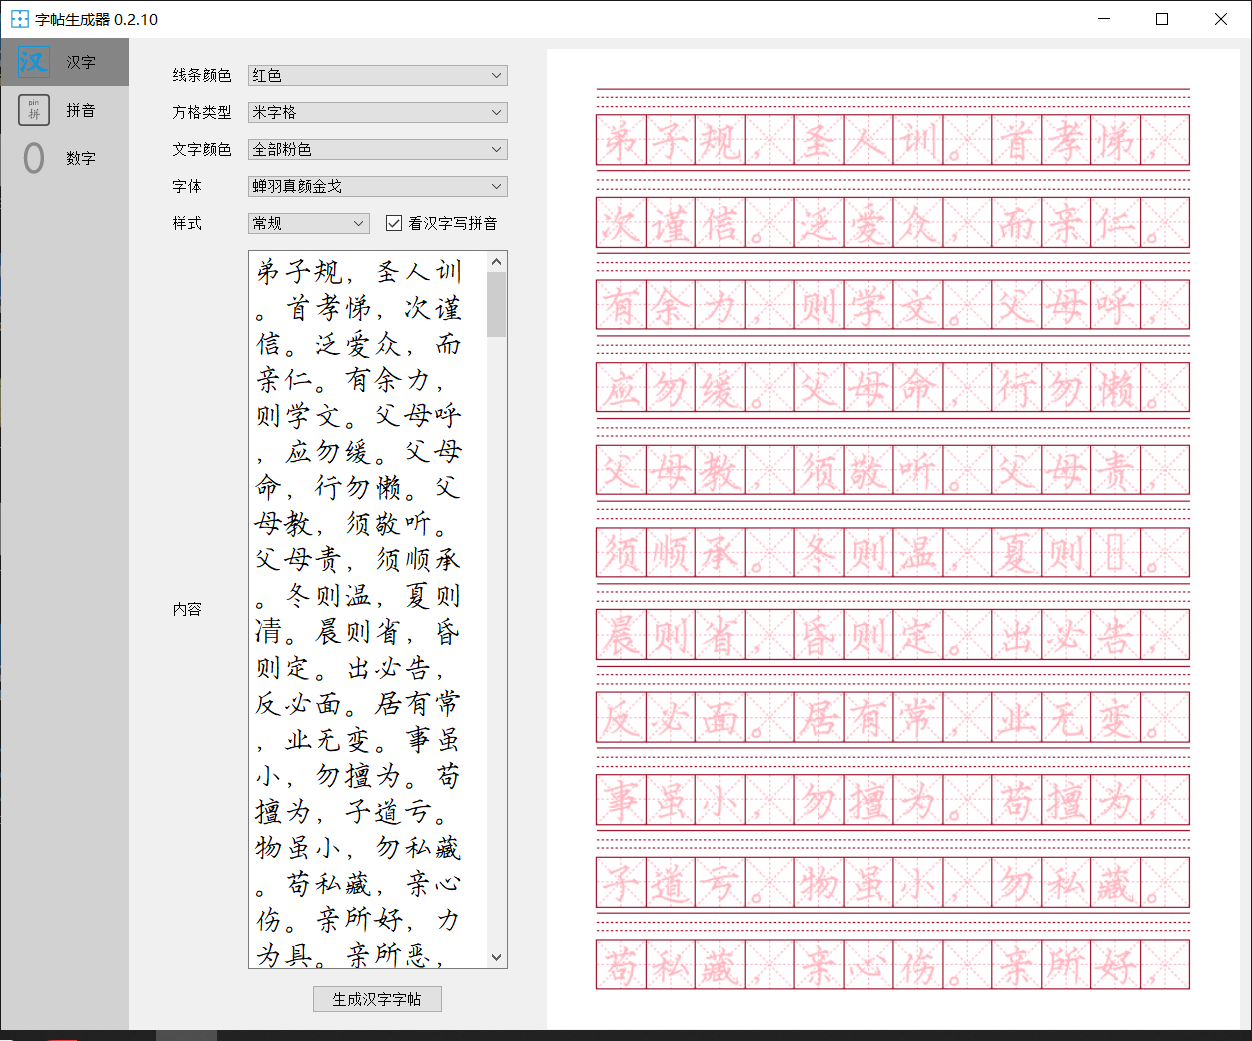 字帖生成器 0.2.10
汉 汉字
pin
拼 拼音
0 数字
线条颜色 红色
方格类型 米字格
文字颜色 全部粉色
字体 蝉羽真颜金戈
样式 常规 看汉字写拼音
内容
弟子规，圣人训
。首孝悌，次谨
信。泛爱众，而
亲仁。有余力，
则学文。父母呼
，应勿缓。父母
命，行勿懒。父
母教，须敬听。
父母责，须顺承
。冬则温，夏则
凊。晨则省，昏
则定。出必告，
反必面。居有常
，业无变。事虽
小，勿擅为。苟
擅为，子道亏。
物虽小，勿私藏
。苟私藏，亲心
伤。亲所好，力
为具。亲所恶，
生成汉字字帖
弟子规，圣人训。首孝悌，
次谨信。泛爱众，而亲仁。
有余力，则学文。父母呼，
应勿缓。父母命，行勿懒。
父母教，须敬听。父母责，
须顺承。冬则温，夏则▯。
晨则省，昏则定。出必告，
反必面。居有常，业无变。
事虽小，勿擅为。苟擅为，
子道亏。物虽小，勿私藏。
苟私藏，亲心伤。亲所好，